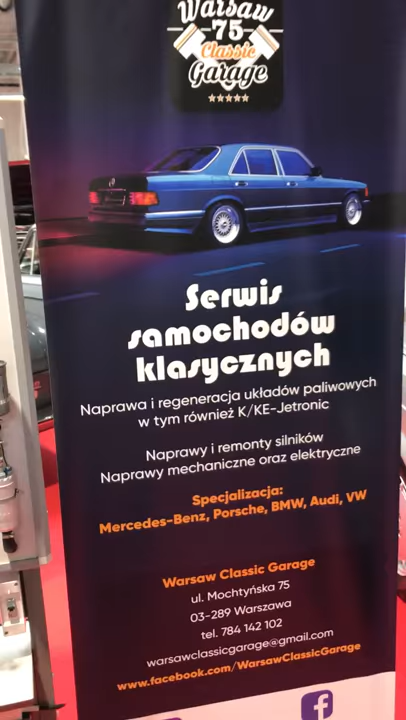 Warsaw
75
Classic
Garage
Serwis
samochodów
klasycznych
Naprawa i regeneracja układów paliwowych
w tym również K/KE-Jetronic
Naprawy i remonty silników
Naprawy mechaniczne oraz elektryczne
Specjalizacja:
Mercedes-Benz, Porsche, BMW, Audi, VW
Warsaw Classic Garage
ul. Mochtyńska 75
03-289 Warszawa
tel. 784 142 102
warsawclassicgarage@gmail.com
www.facebook.com/WarsawClassicGarage